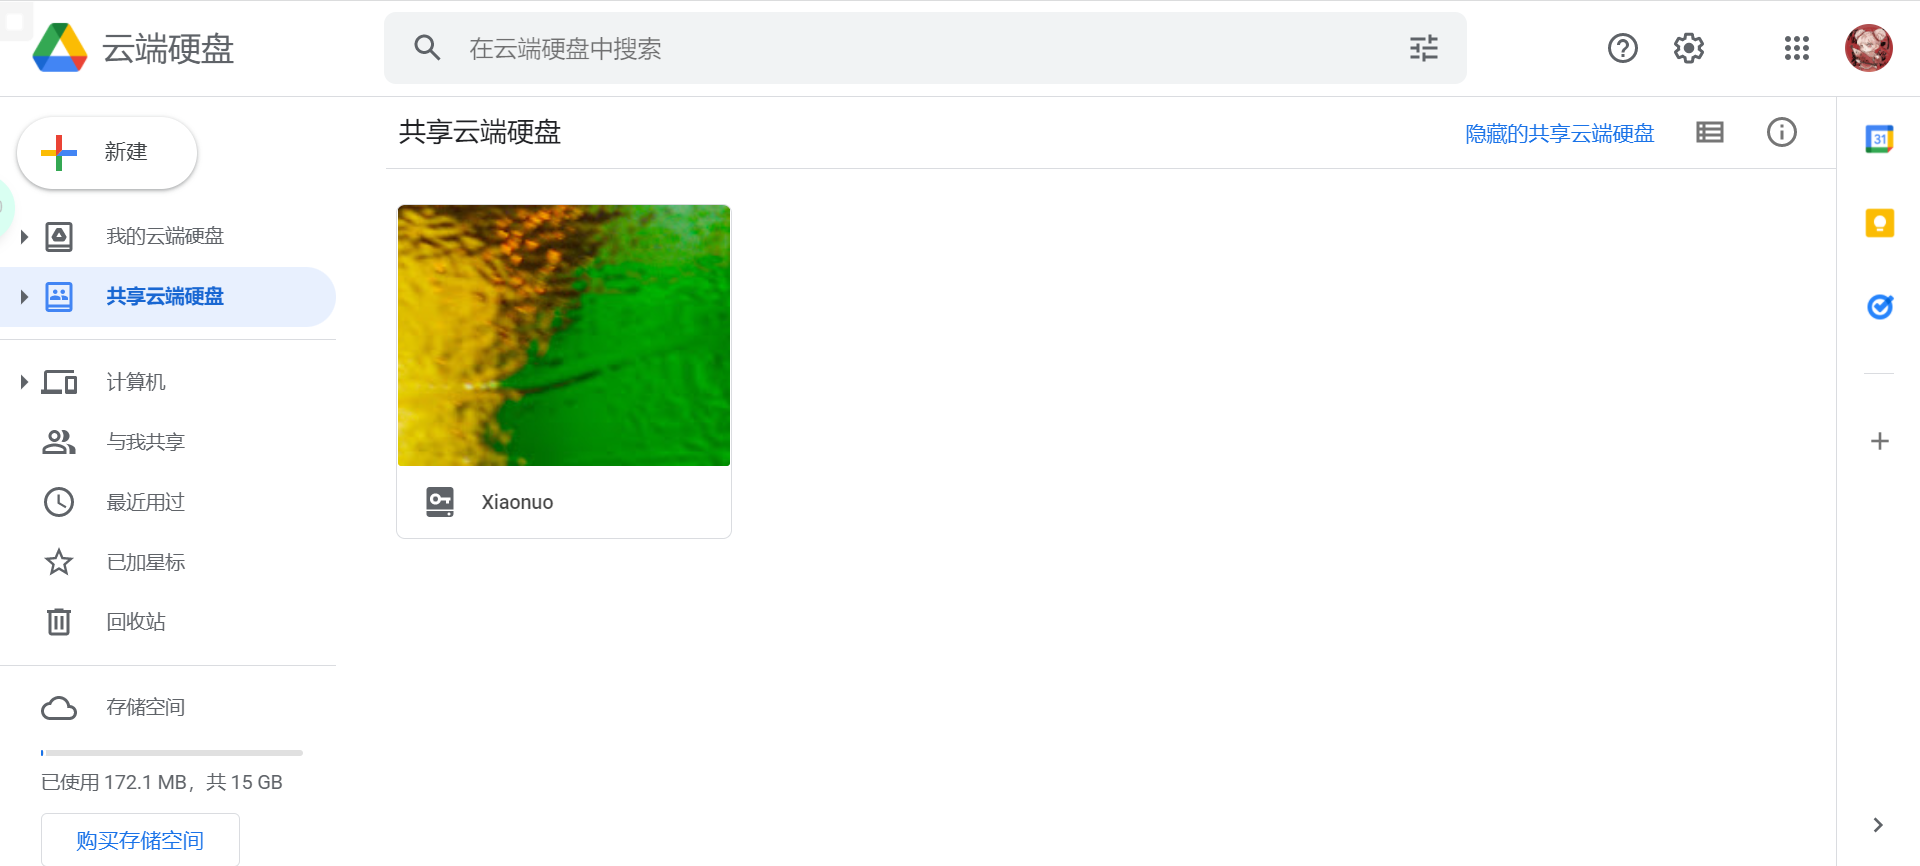 云端硬盘
在云端硬盘中搜索
新建
共享云端硬盘
隐藏的共享云端硬盘
31
我的云端硬盘
共享云端硬盘
计算机
与我共享
最近用过
已加星标
回收站
存储空间
已使用 172.1 MB，共 15 GB
购买存储空间
Xiaonuo